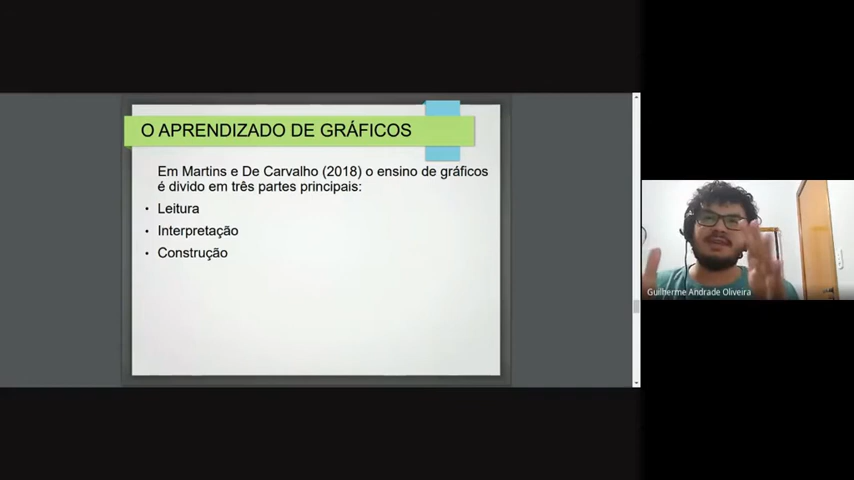 O APRENDIZADO DE GRÁFICOS
Em Martins e De Carvalho (2018) o ensino de gráficos
é divido em três partes principais:
• Leitura
• Interpretação
• Construção
Guilherme Andrade Oliveira